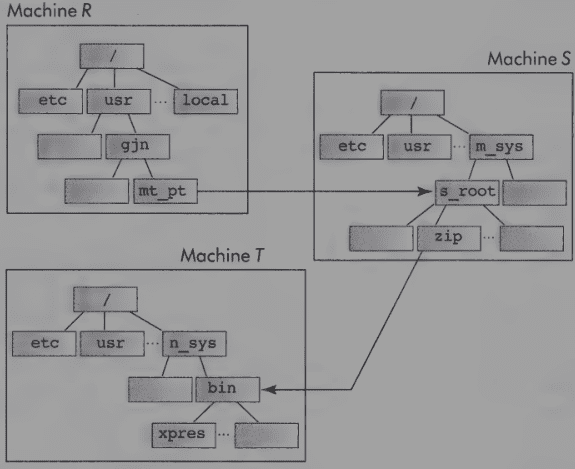 Machine R
/
etc usr ... local
gjn
mt_pt
Machine S
/
etc usr ... m_sys
s_root
zip ...
Machine T
/
etc usr ... n_sys
bin
xpres ...